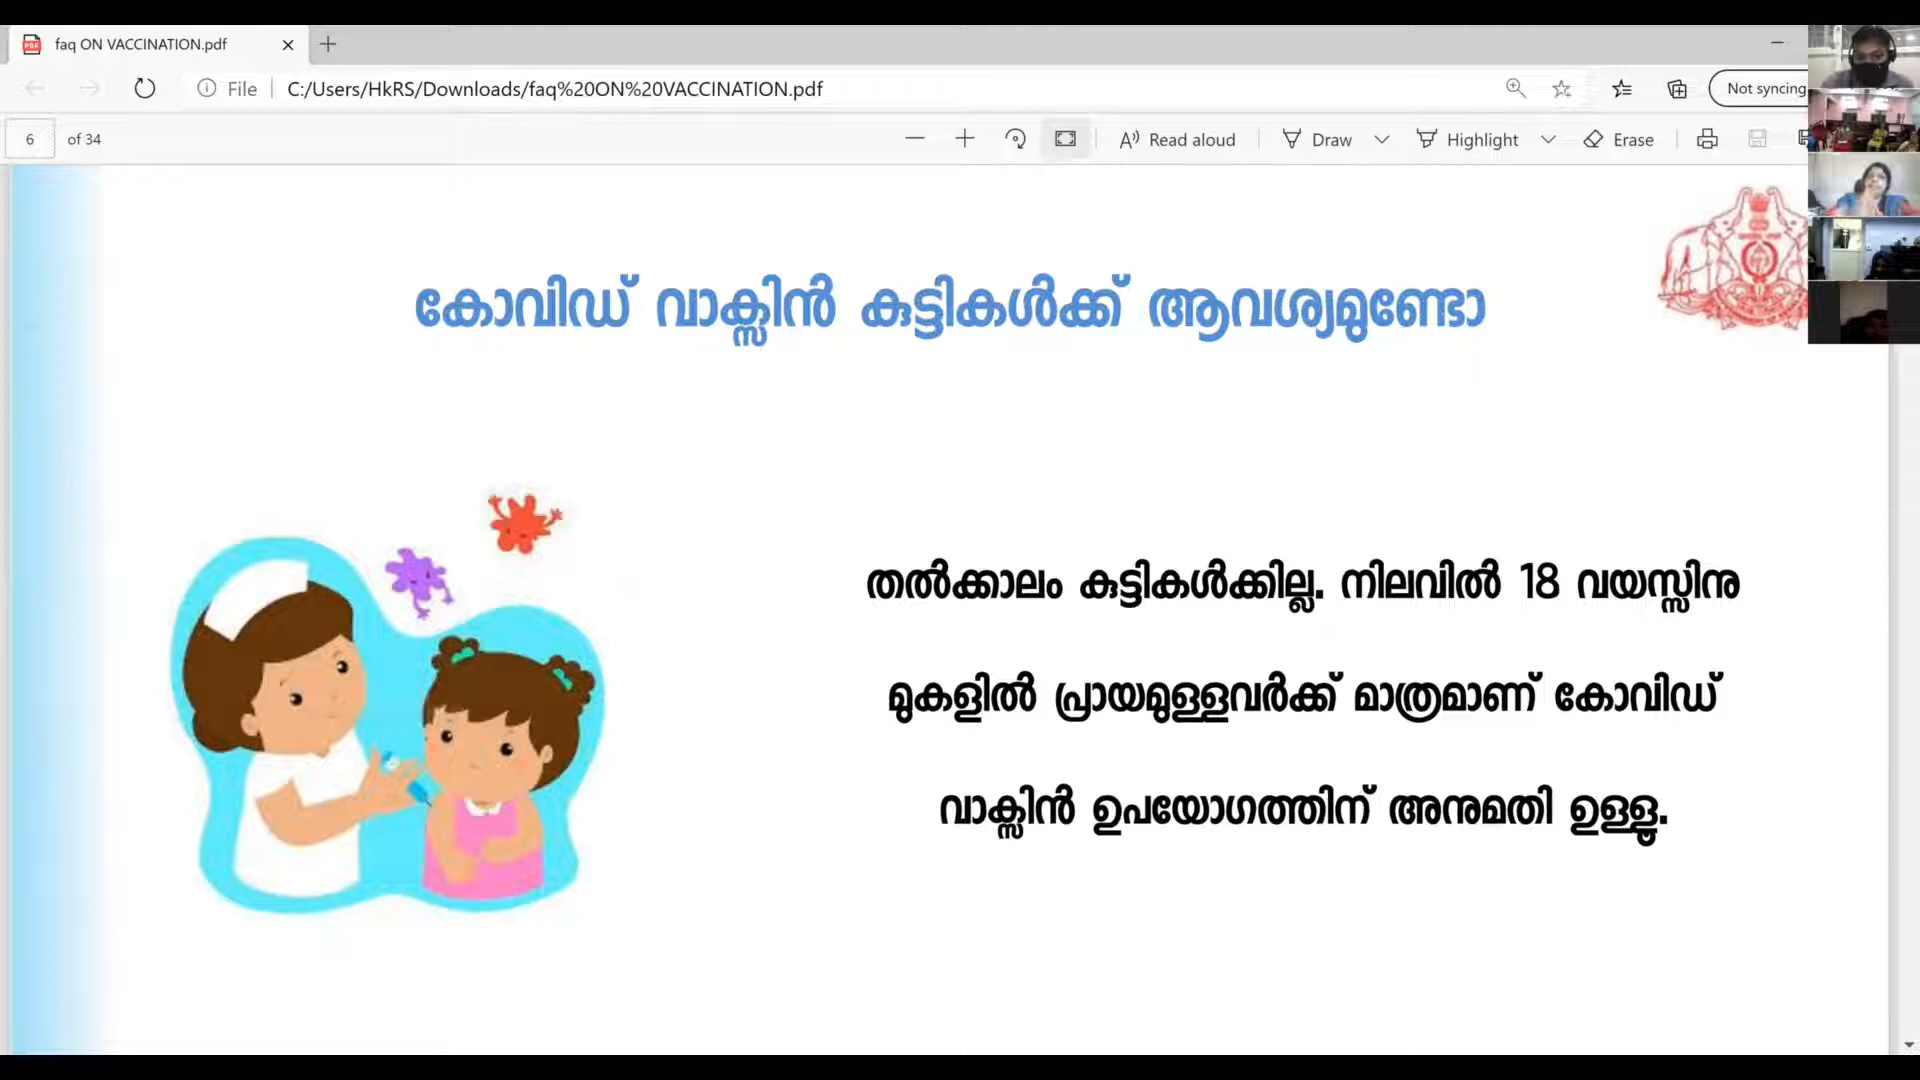 faq ON VACCINATION.pdf
File C:/Users/HkRS/Downloads/faq%20ON%20VACCINATION.pdf
Not syncing
6 of 34
Read aloud Draw Highlight Erase
കോവിഡ് വാക്സിൻ കുട്ടികൾക്ക് ആവശ്യമുണ്ടോ
തൽക്കാലം കുട്ടികൾക്കില്ല. നിലവിൽ 18 വയസ്സിനു
മുകളിൽ പ്രായമുള്ളവർക്ക് മാത്രമാണ് കോവിഡ്
വാക്സിൻ ഉപയോഗത്തിന് അനുമതി ഉള്ളൂ.